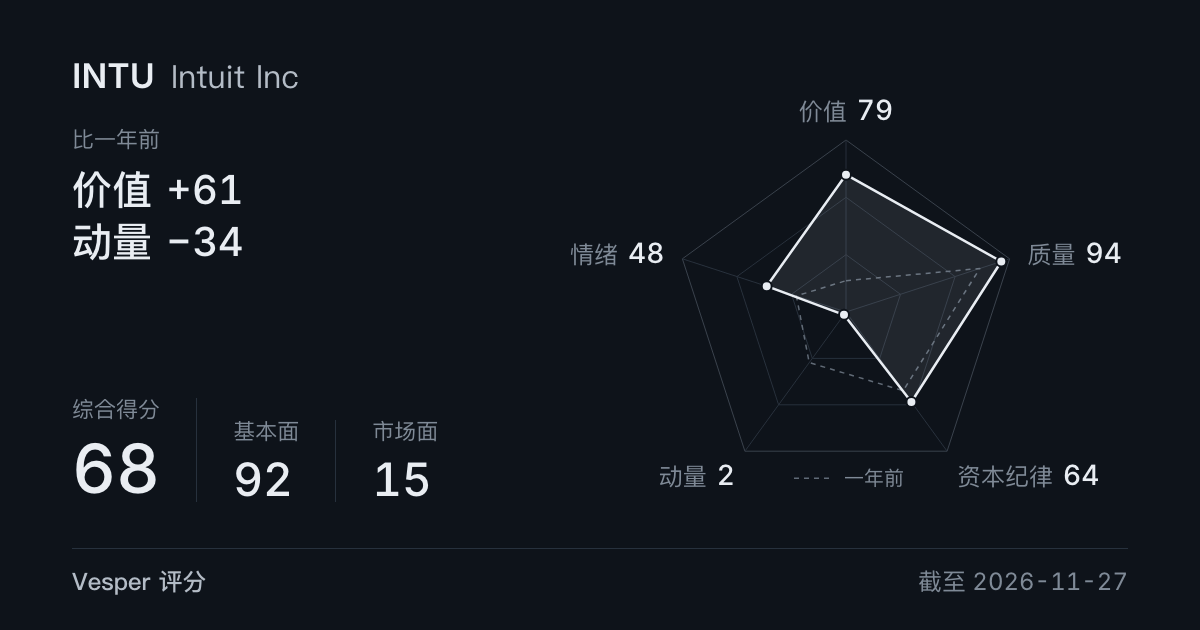 INTU Intuit Inc
比一年前
价值 +61
动量 −34
综合得分
68
基本面
92
市场面
15
价值 79
情绪 48
质量 94
动量 2
一年前
资本纪律 64
Vesper 评分
截至 2026-11-27